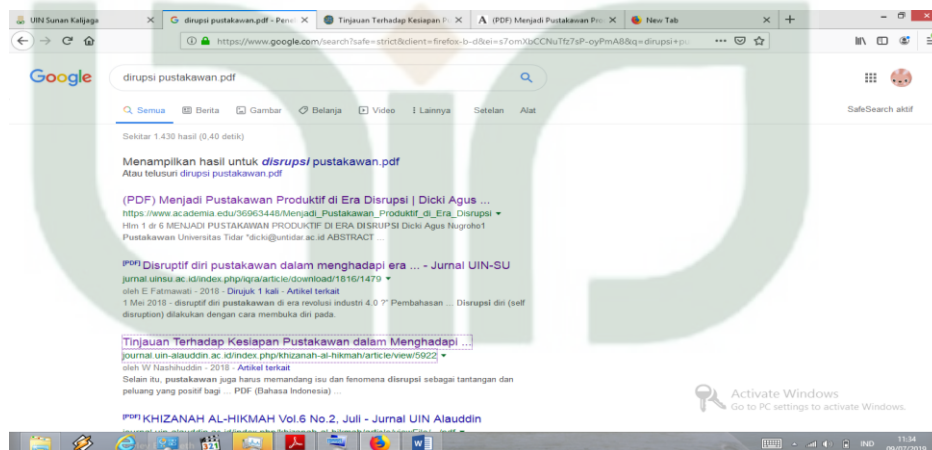 UIN Sunan Kalijaga
dirupsi pustakawan.pdf - Pene
Tinjauan Terhadap Kesiapan P
(PDF) Menjadi Pustakawan Pro
New Tab
https://www.google.com/search?safe=strict&client=firefox-b-d&ei=s7omXbCCNuTfz7sP-oyPmA8&q=dirupsi+pu
Google
dirupsi pustakawan.pdf
Semua Berita Gambar Belanja Video Lainnya Setelan Alat
SafeSearch aktif
Sekitar 1.430 hasil (0,40 detik)
Menampilkan hasil untuk disrupsi pustakawan.pdf
Atau telusuri dirupsi pustakawan.pdf
(PDF) Menjadi Pustakawan Produktif di Era Disrupsi | Dicki Agus ...
https://www.academia.edu/36963448/Menjadi_Pustakawan_Produktif_di_Era_Disrupsi
Hlm 1 dr 6 MENJADI PUSTAKAWAN PRODUKTIF DI ERA DISRUPSI Dicki Agus Nugroho1
Pustakawan Universitas Tidar *dicki@untidar.ac.id ABSTRACT ...
[PDF] Disruptif diri pustakawan dalam menghadapi era ... - Jurnal UIN-SU
jurnal.uinsu.ac.id/index.php/iqra/article/download/1816/1479
oleh E Fatmawati - 2018 - Dirujuk 1 kali - Artikel terkait
1 Mei 2018 - disruptif diri pustakawan di era revolusi industri 4.0 ?" Pembahasan ... Disrupsi diri (self
disruption) dilakukan dengan cara membuka diri pada.
Tinjauan Terhadap Kesiapan Pustakawan dalam Menghadapi ...
journal.uin-alauddin.ac.id/index.php/khizanah-al-hikmah/article/view/5922
oleh W Nashihuddin - 2018 - Artikel terkait
Selain itu, pustakawan juga harus memandang isu dan fenomena disrupsi sebagai tantangan dan
peluang yang positif bagi ... PDF (Bahasa Indonesia) ...
[PDF] KHIZANAH AL-HIKMAH Vol.6 No.2, Juli - Jurnal UIN Alauddin
Activate Windows
Go to PC settings to activate Windows.
IND
11:34
09/07/2019